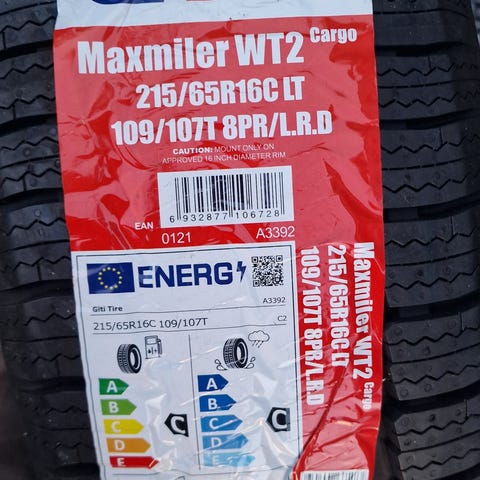 Maxmiler WT2 Cargo
215/65R16C LT
109/107T 8PR/L.R.D
CAUTION: MOUNT ONLY ON
APPROVED 16 INCH DIAMETER RIM
EAN
6 932877 106728
0121 A3392
ENERG
Giti Tire A3392
215/65R16C 109/107T C2
A
B
C
D
E
C
A
B
C
D
E
C
Maxmiler WT2 Cargo
215/65R16C LT
109/107T 8PR/L.R.D